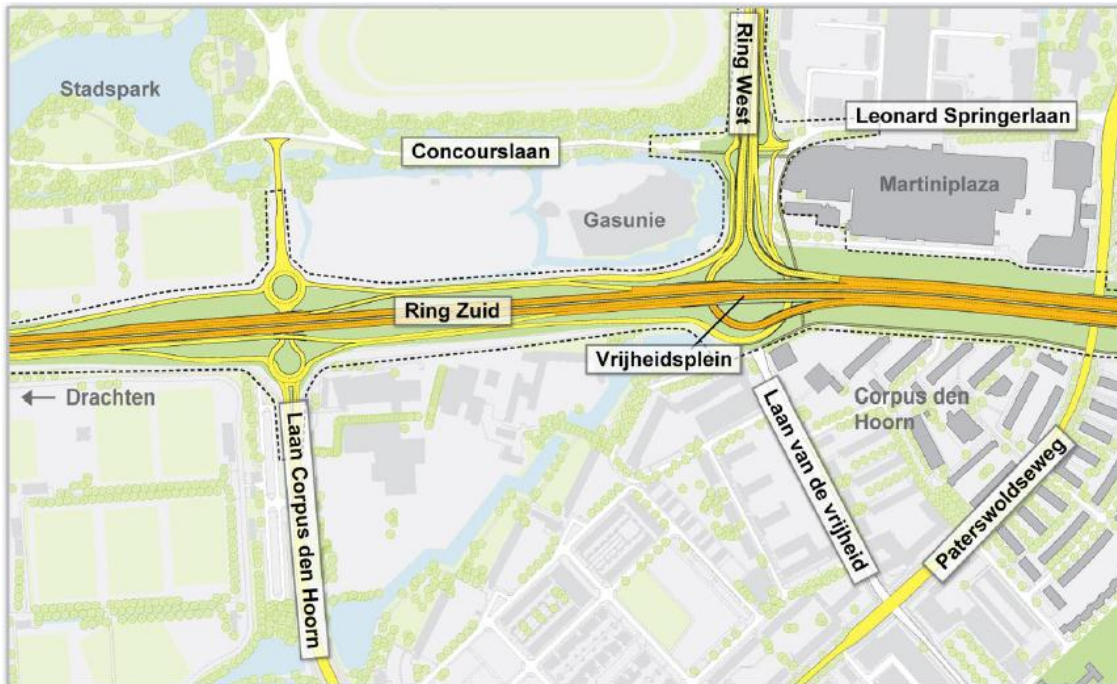 Stadspark
Ring West
Leonard Springerlaan
Concourslaan
Martiniplaza
Gasunie
Ring Zuid
Vrijheidsplein
← Drachten
Corpus den
Hoorn
Laan Corpus den Hoorn
Laan van de vrijheid
Paterswoldseweg